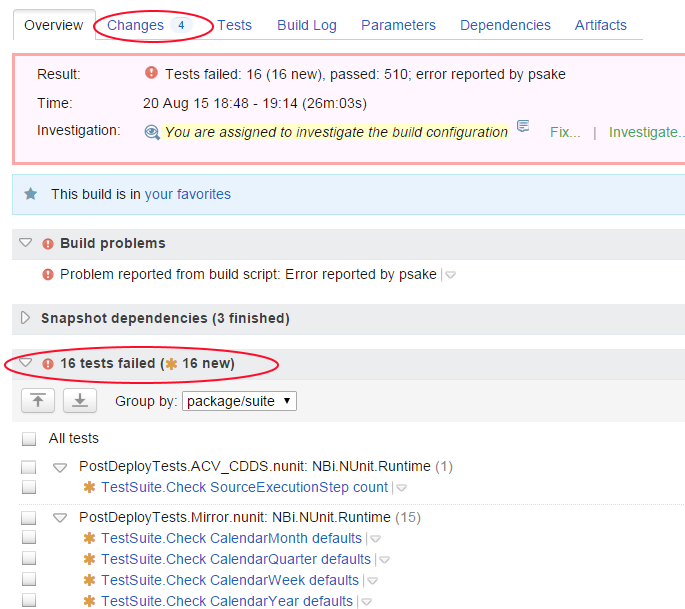 Overview Changes 4 Tests Build Log Parameters Dependencies Artifacts
Result: Tests failed: 16 (16 new), passed: 510; error reported by psake
Time: 20 Aug 15 18:48 - 19:14 (26m:03s)
Investigation: You are assigned to investigate the build configuration Fix... | Investigate..
This build is in your favorites
Build problems
Problem reported from build script: Error reported by psake
Snapshot dependencies (3 finished)
16 tests failed (16 new)
Group by: package/suite
All tests
PostDeployTests.ACV_CDDS.nunit: NBi.NUnit.Runtime (1)
TestSuite.Check SourceExecutionStep count
PostDeployTests.Mirror.nunit: NBi.NUnit.Runtime (15)
TestSuite.Check CalendarMonth defaults
TestSuite.Check CalendarQuarter defaults
TestSuite.Check CalendarWeek defaults
TestSuite.Check CalendarYear defaults